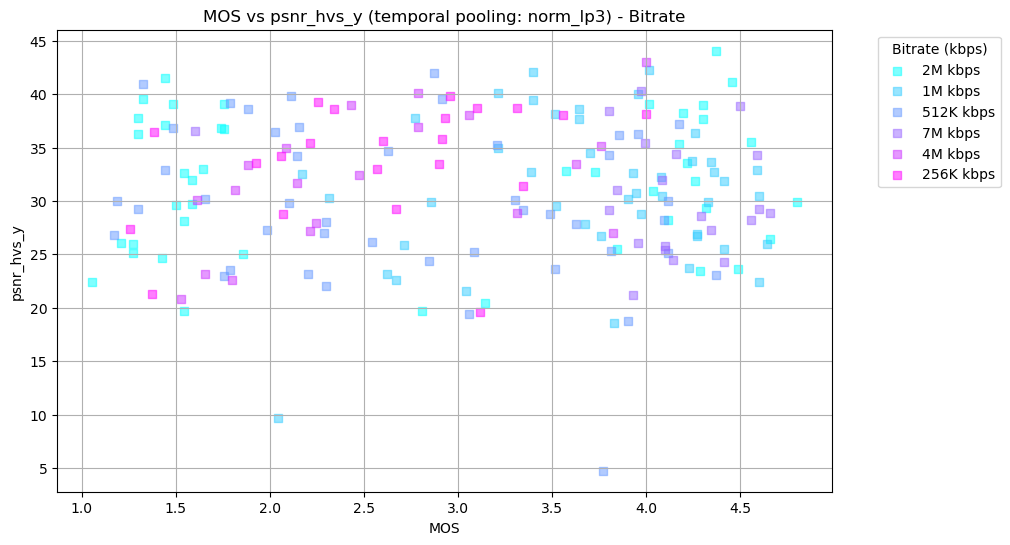 MOS vs psnr_hvs_y (temporal pooling: norm_lp3) - Bitrate
45
40
35
30
25
20
15
10
5
psnr_hvs_y
1.0 1.5 2.0 2.5 3.0 3.5 4.0 4.5
MOS
Bitrate (kbps)
2M kbps
1M kbps
512K kbps
7M kbps
4M kbps
256K kbps